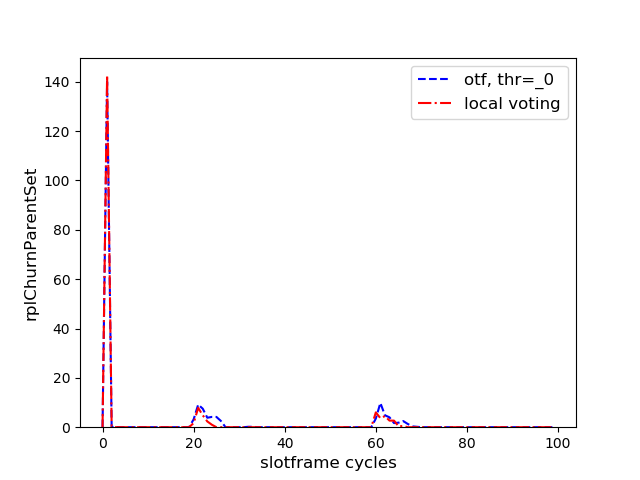 otf, thr=_0
local voting
rplChurnParentSet
140
120
100
80
60
40
20
0
0 20 40 60 80 100
slotframe cycles